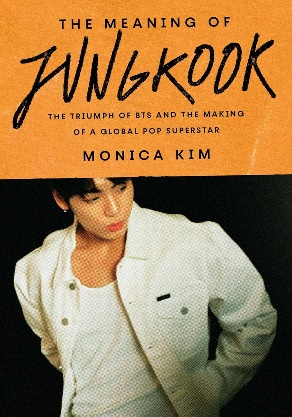 THE MEANING OF
JUNGKOOK
THE TRIUMPH OF BTS AND THE MAKING
OF A GLOBAL POP SUPERSTAR
MONICA KIM